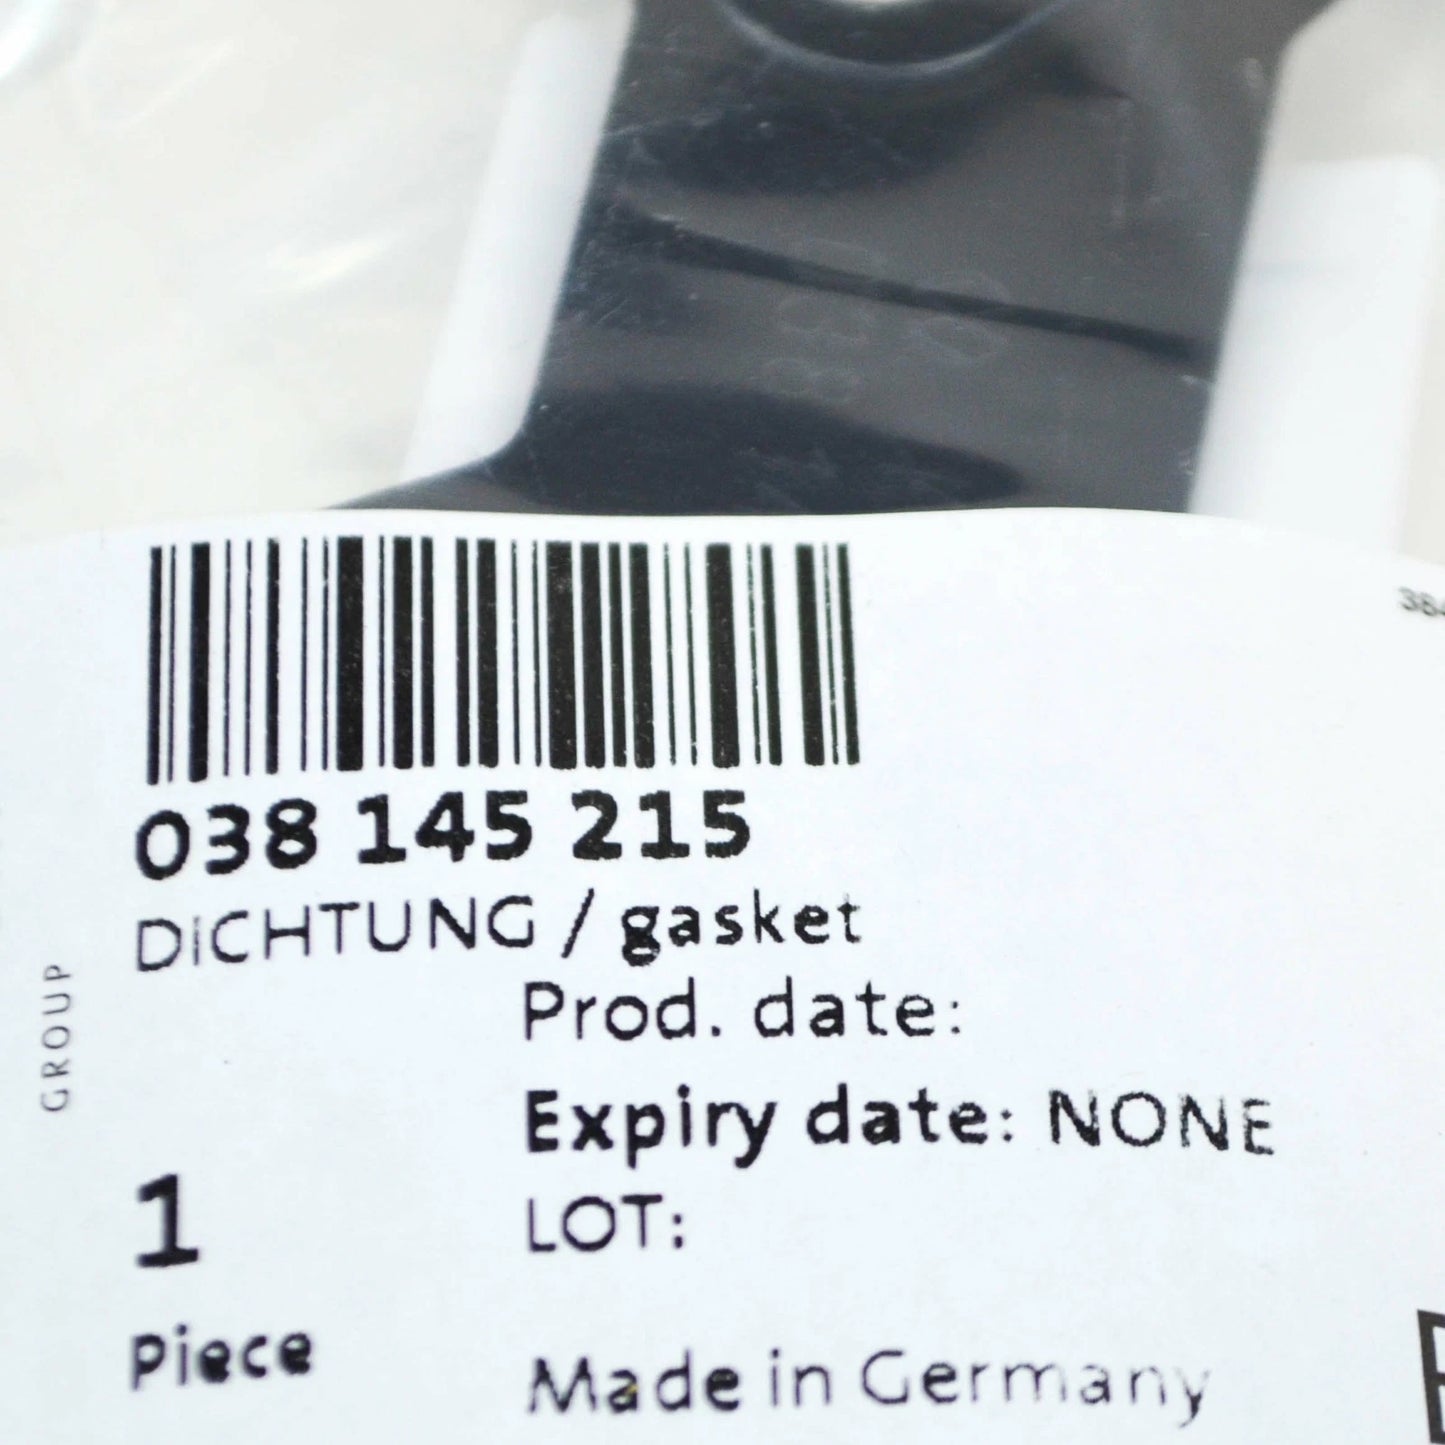 038 145 215
DiCHTUNG / gasket
Prod. date:
Expiry date: NONE
LOT:
1
Piece
Made in Germany
GROUP